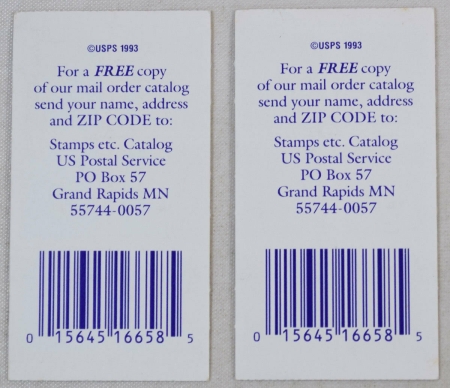 ©USPS 1993
For a FREE copy
of our mail order catalog
send your name, address
and ZIP CODE to:
Stamps etc. Catalog
US Postal Service
PO Box 57
Grand Rapids MN
55744-0057
0 15645 16658 5
©USPS 1993
For a FREE copy
of our mail order catalog
send your name, address
and ZIP CODE to:
Stamps etc. Catalog
US Postal Service
PO Box 57
Grand Rapids MN
55744-0057
0 15645 16658 5